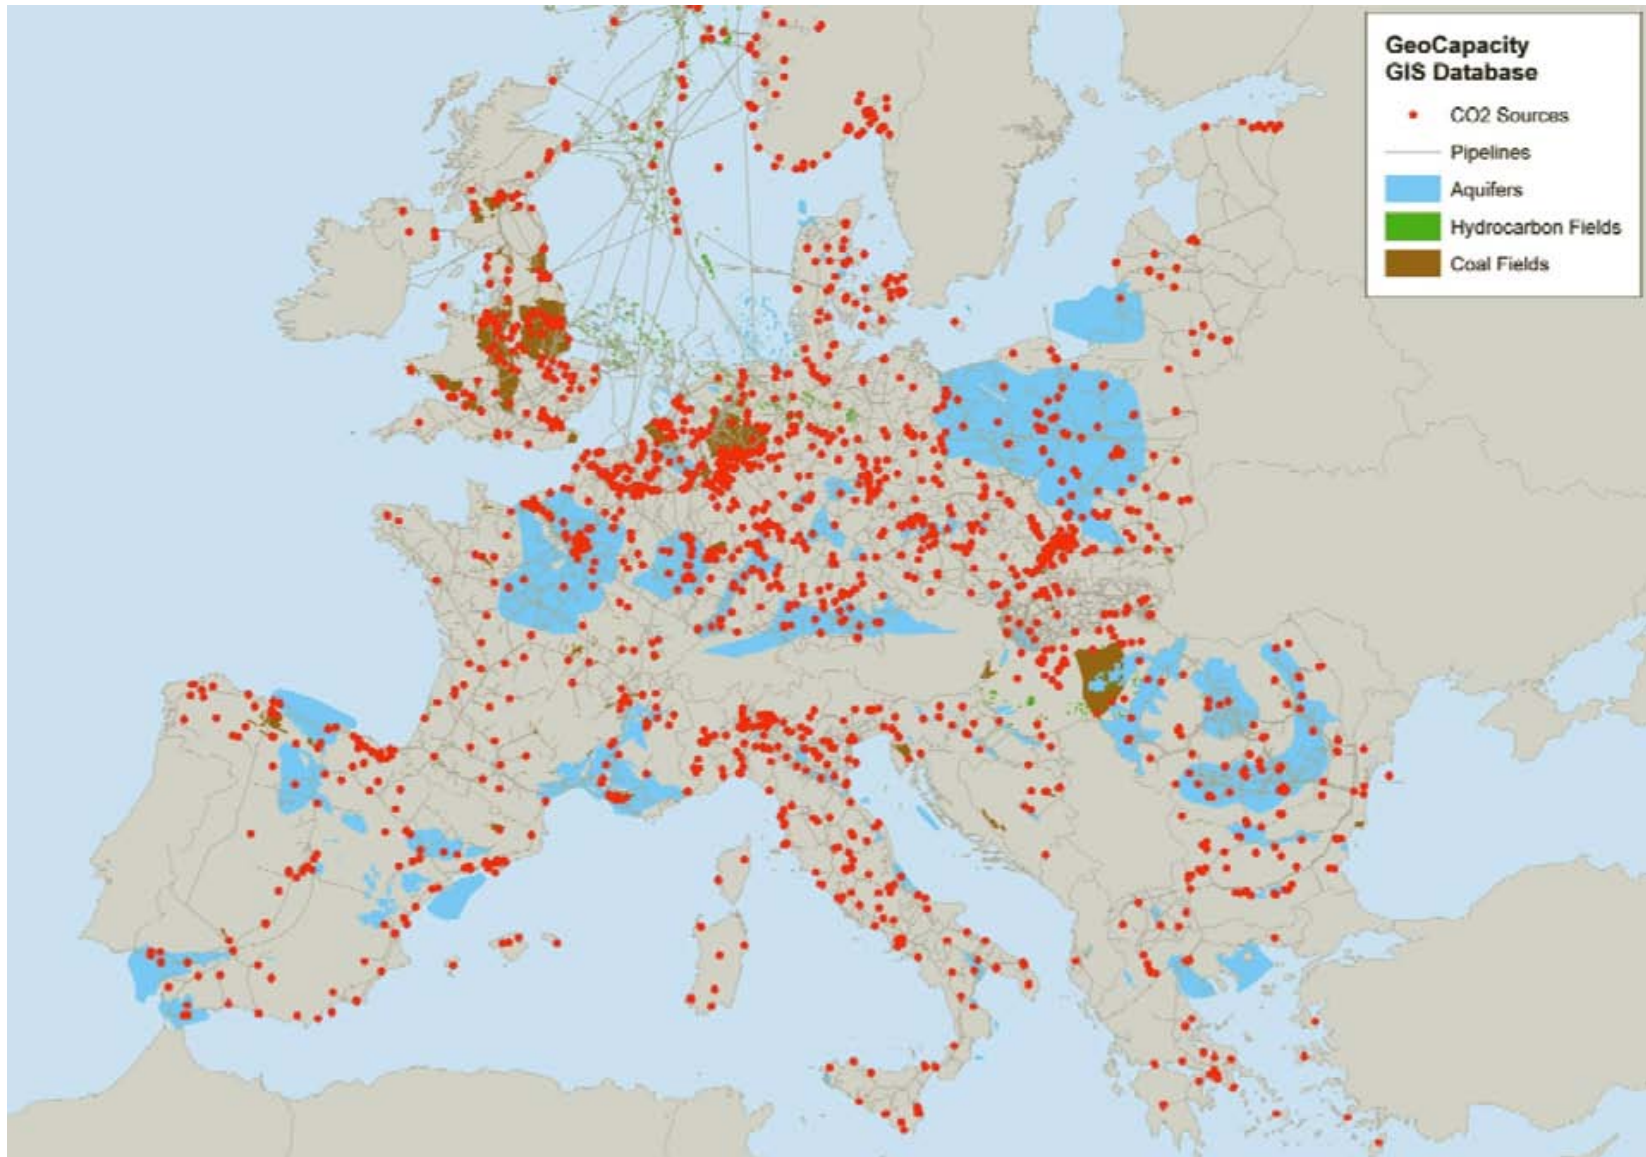 GeoCapacity
GIS Database
CO2 Sources
Pipelines
Aquifers
Hydrocarbon Fields
Coal Fields